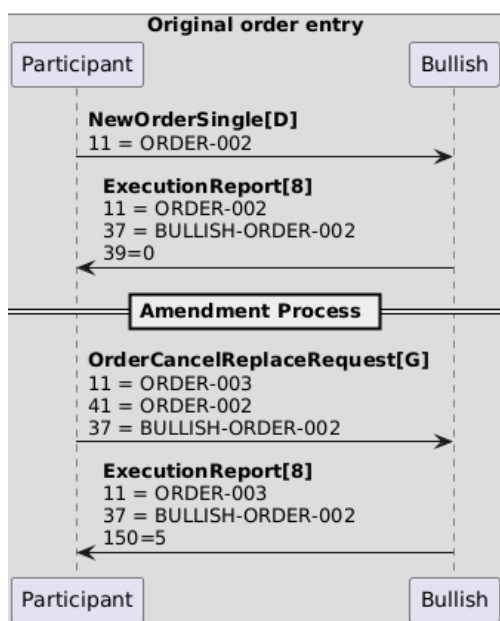 Original order entry
Participant Bullish
NewOrderSingle[D]
11 = ORDER-002
ExecutionReport[8]
11 = ORDER-002
37 = BULLISH-ORDER-002
39=0
Amendment Process
OrderCancelReplaceRequest[G]
11 = ORDER-003
41 = ORDER-002
37 = BULLISH-ORDER-002
ExecutionReport[8]
11 = ORDER-003
37 = BULLISH-ORDER-002
150=5
Participant Bullish